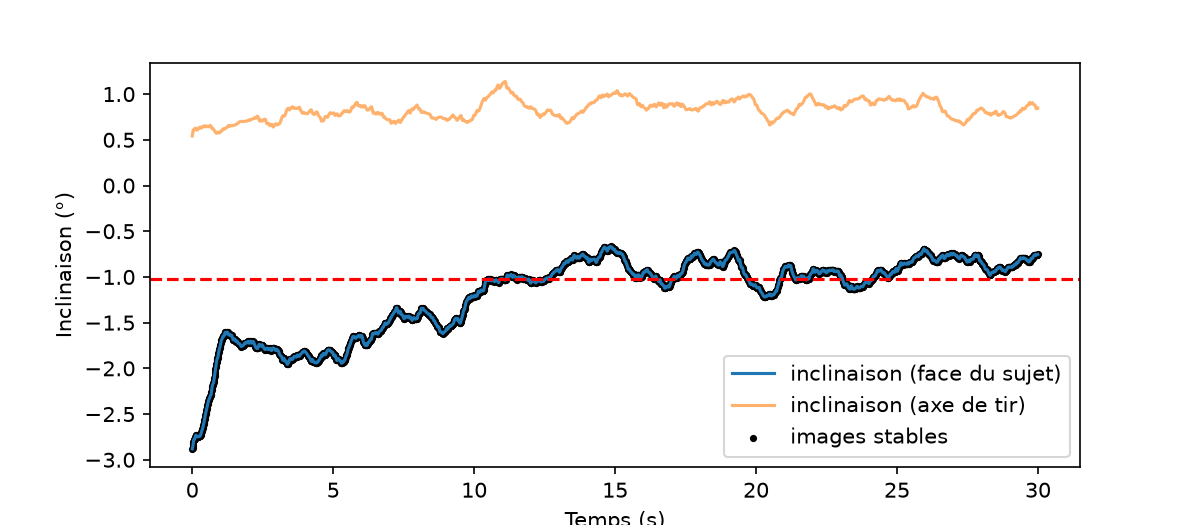 Inclinaison (°)
1.0
0.5
0.0
−0.5
−1.0
−1.5
−2.0
−2.5
−3.0
inclinaison (face du sujet)
inclinaison (axe de tir)
images stables
0 5 10 15 20 25 30
Temps (s)